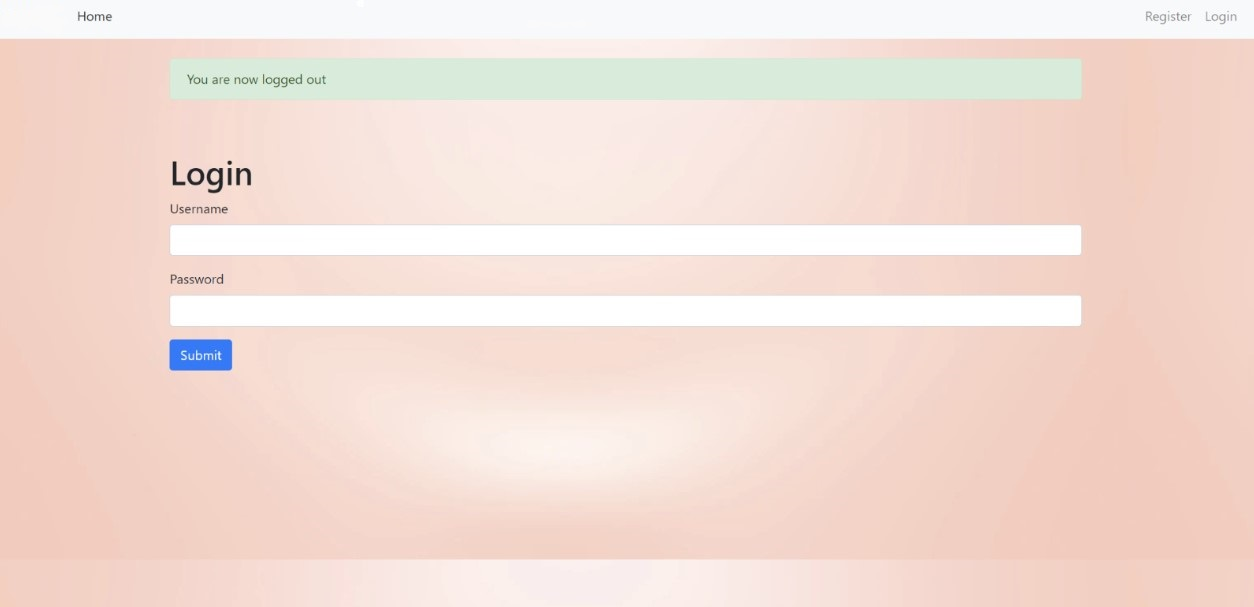 Home Register Login
You are now logged out
Login
Username
Password
Submit